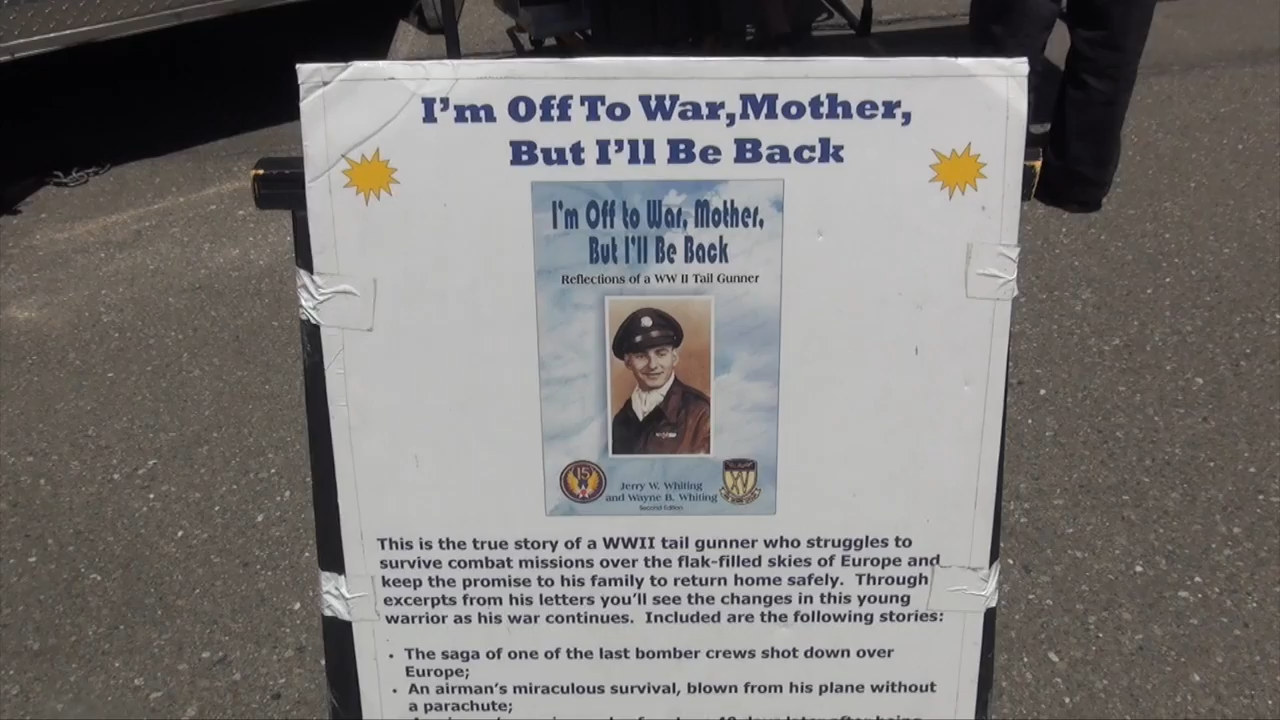 I'm Off To War,Mother,
But I'll Be Back
I'm Off to War, Mother,
But I'll Be Back
Reflections of a WW II Tail Gunner
15
XV
Jerry W. Whiting
and Wayne B. Whiting
Second Edition
This is the true story of a WWII tail gunner who struggles to
survive combat missions over the flak-filled skies of Europe and
keep the promise to his family to return home safely.  Through
excerpts from his letters you'll see the changes in this young
warrior as his war continues.  Included are the following stories:
• The saga of one of the last bomber crews shot down over
Europe;
• An airman's miraculous survival, blown from his plane without
a parachute;